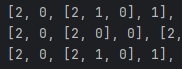 [2, 0, [2, 1, 0], 1],
[2, 0, [2, 0], 0], [2,
[2, 0, [2, 1, 0], 1],